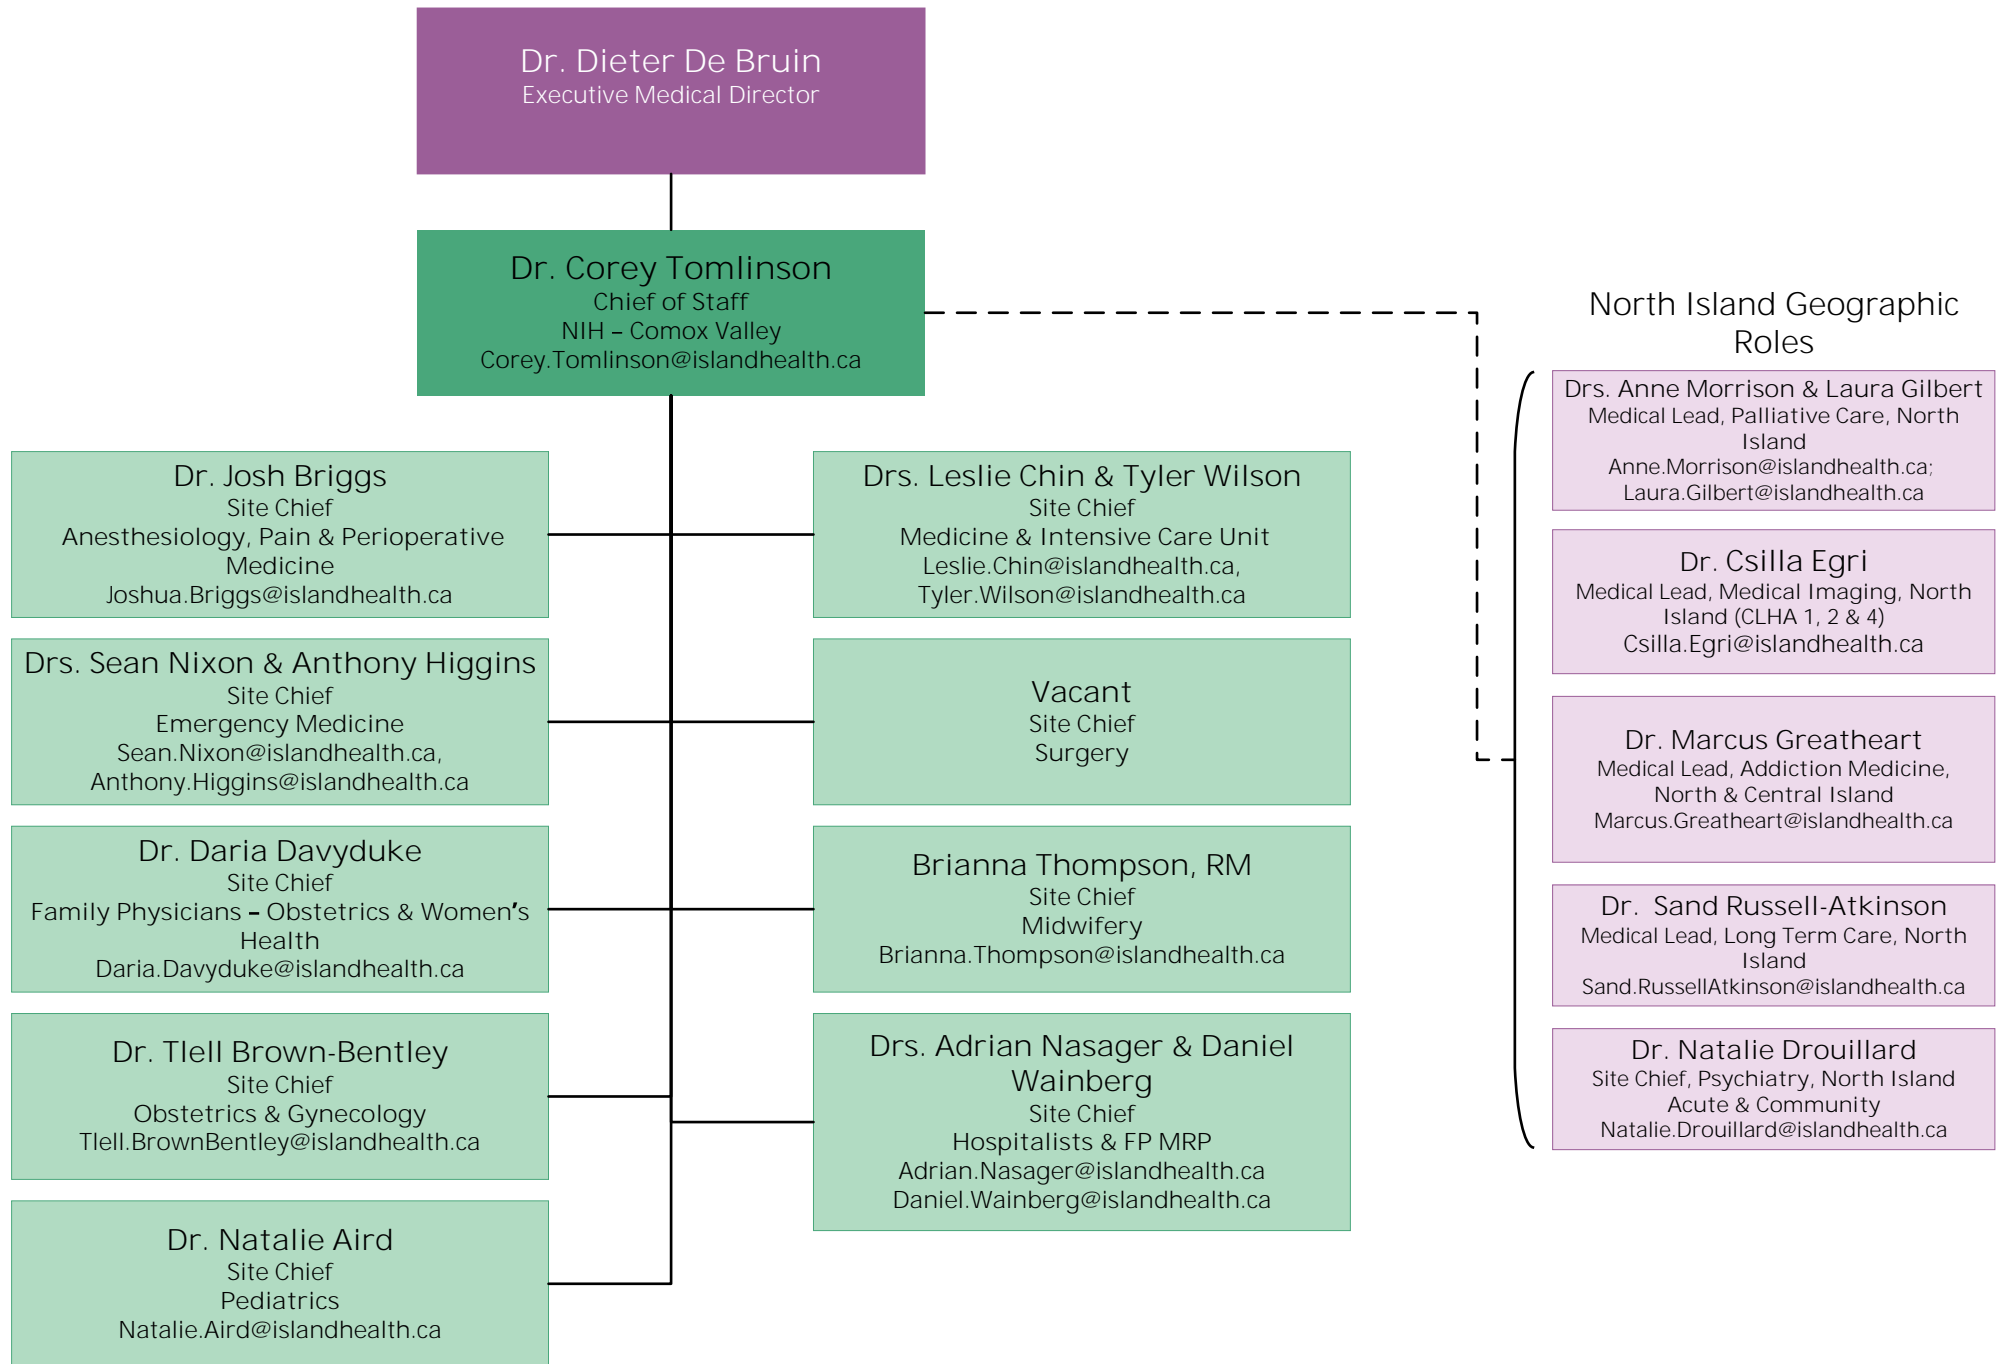 Dr. Dieter De Bruin
Executive Medical Director
Dr. Corey Tomlinson
Chief of Staff
NIH – Comox Valley
Corey.Tomlinson@islandhealth.ca
Dr. Josh Briggs
Site Chief
Anesthesiology, Pain & Perioperative
Medicine
Joshua.Briggs@islandhealth.ca
Drs. Leslie Chin & Tyler Wilson
Site Chief
Medicine & Intensive Care Unit
Leslie.Chin@islandhealth.ca,
Tyler.Wilson@islandhealth.ca
Drs. Sean Nixon & Anthony Higgins
Site Chief
Emergency Medicine
Sean.Nixon@islandhealth.ca,
Anthony.Higgins@islandhealth.ca
Vacant
Site Chief
Surgery
Dr. Daria Davyduke
Site Chief
Family Physicians – Obstetrics & Women's
Health
Daria.Davyduke@islandhealth.ca
Brianna Thompson, RM
Site Chief
Midwifery
Brianna.Thompson@islandhealth.ca
Dr. Tlell Brown-Bentley
Site Chief
Obstetrics & Gynecology
Tlell.BrownBentley@islandhealth.ca
Drs. Adrian Nasager & Daniel
Wainberg
Site Chief
Hospitalists & FP MRP
Adrian.Nasager@islandhealth.ca
Daniel.Wainberg@islandhealth.ca
Dr. Natalie Aird
Site Chief
Pediatrics
Natalie.Aird@islandhealth.ca
North Island Geographic
Roles
Drs. Anne Morrison & Laura Gilbert
Medical Lead, Palliative Care, North
Island
Anne.Morrison@islandhealth.ca;
Laura.Gilbert@islandhealth.ca
Dr. Csilla Egri
Medical Lead, Medical Imaging, North
Island (CLHA 1, 2 & 4)
Csilla.Egri@islandhealth.ca
Dr. Marcus Greatheart
Medical Lead, Addiction Medicine,
North & Central Island
Marcus.Greatheart@islandhealth.ca
Dr. Sand Russell-Atkinson
Medical Lead, Long Term Care, North
Island
Sand.RussellAtkinson@islandhealth.ca
Dr. Natalie Drouillard
Site Chief, Psychiatry, North Island
Acute & Community
Natalie.Drouillard@islandhealth.ca